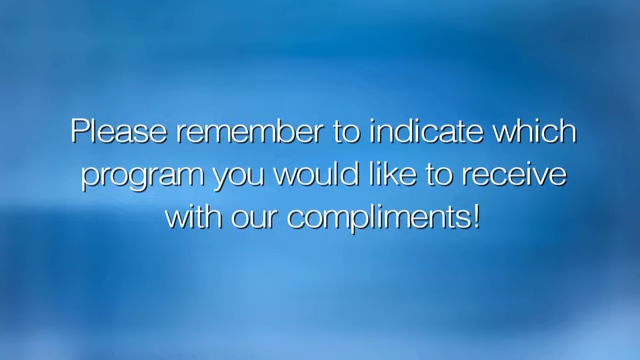 Please remember to indicate which
program you would like to receive
with our compliments!